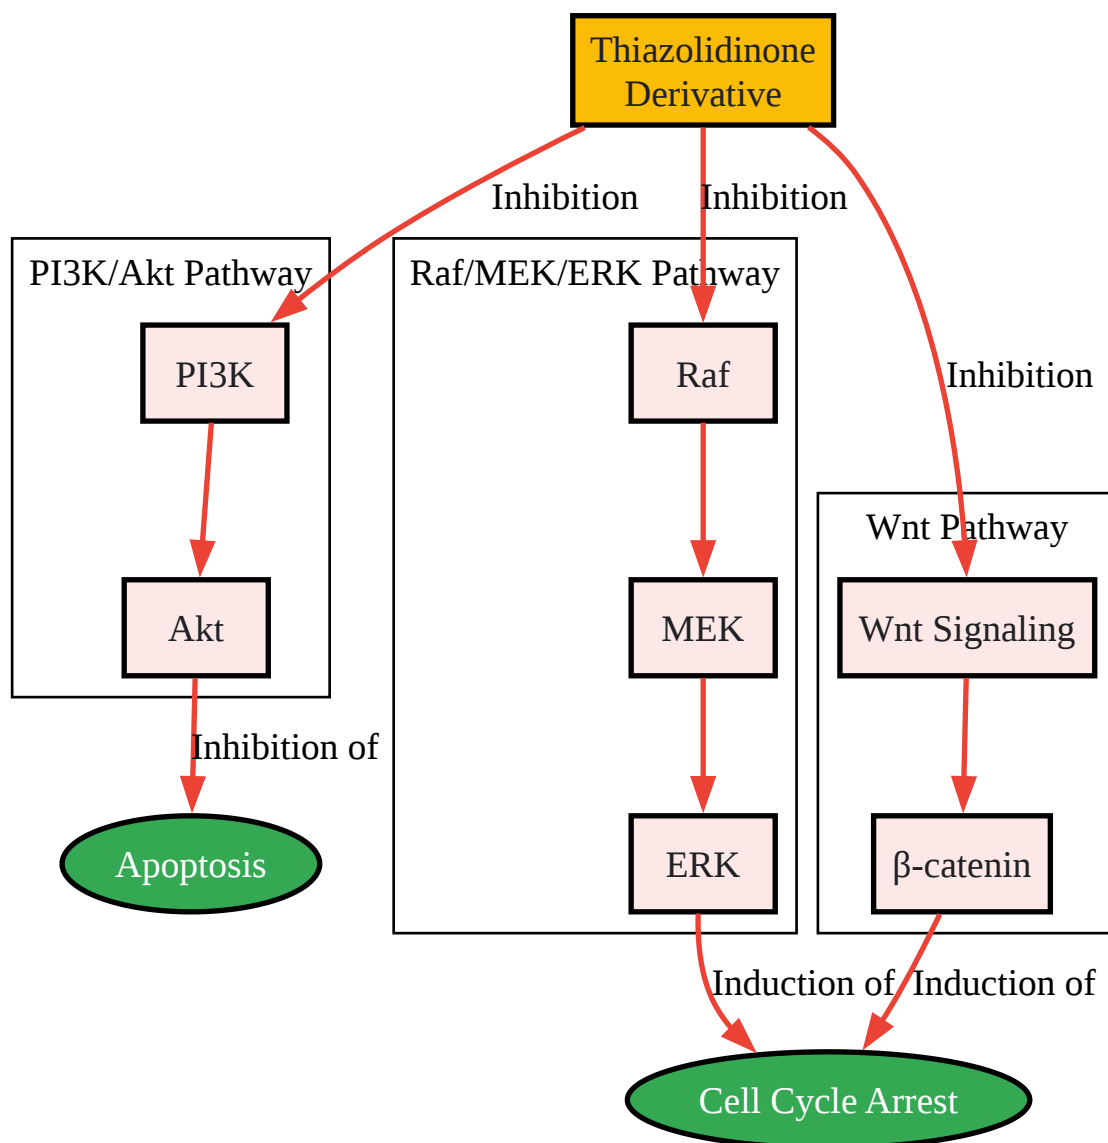 Thiazolidinone
Derivative
Inhibition
Inhibition
PI3K/Akt Pathway
Raf/MEK/ERK Pathway
PI3K
Raf
Inhibition
Wnt Pathway
Akt
MEK
Wnt Signaling
Inhibition of
Apoptosis
ERK
β-catenin
Induction of
Induction of
Cell Cycle Arrest